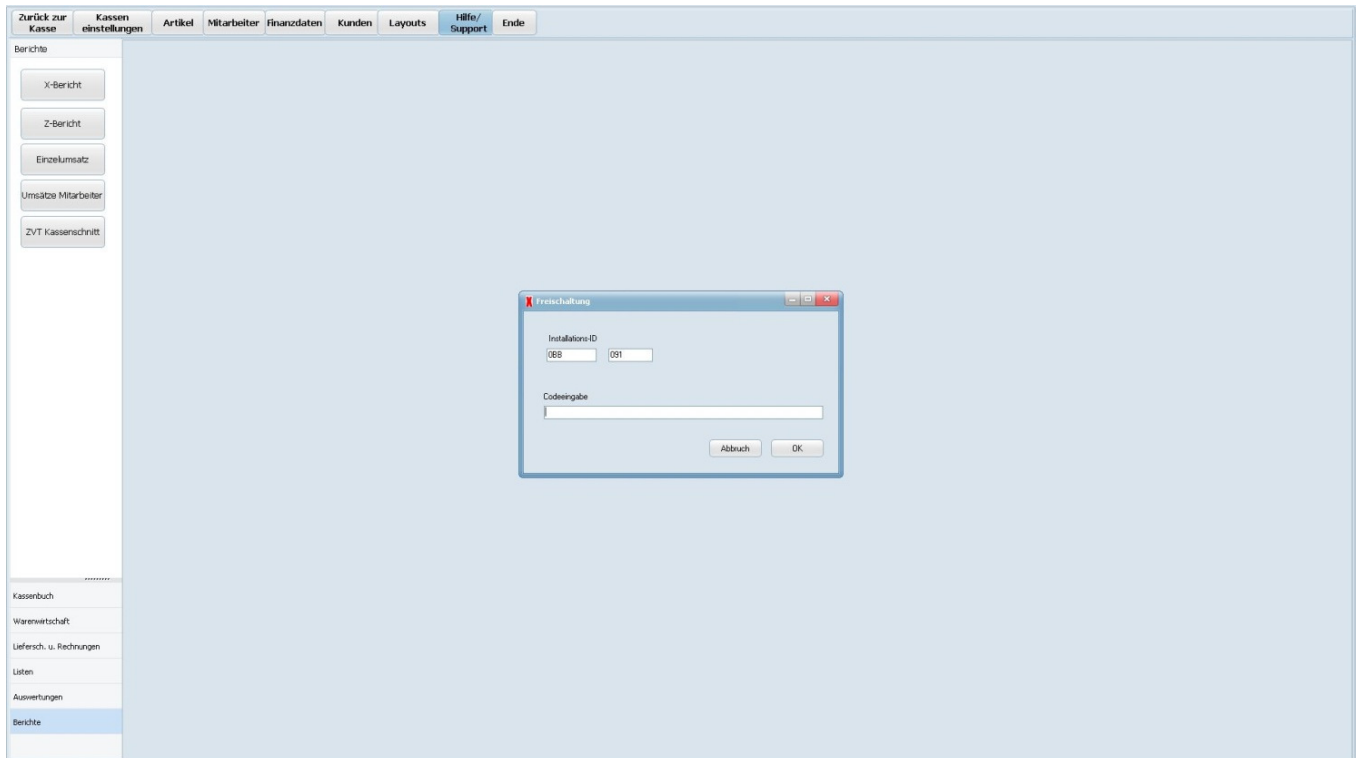 Zurück zur Kasse
Kassen einstellungen
Artikel
Mitarbeiter
Finanzdaten
Kunden
Layouts
Hilfe/ Support
Ende
Berichte
X-Bericht
Z-Bericht
Einzelumsatz
Umsätze Mitarbeiter
ZVT Kassenschnitt
Freischaltung
Installations-ID
0BB
091
Codeeingabe
Abbruch
OK
Kassenbuch
Warenwirtschaft
Liefersch. u. Rechnungen
Listen
Auswertungen
Berichte